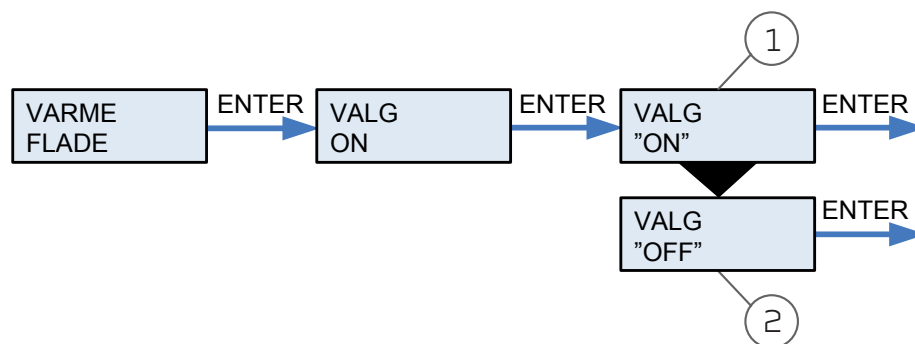 1
VARME
FLADE
ENTER
VALG
ON
ENTER
VALG
”ON”
ENTER
VALG
”OFF”
ENTER
2